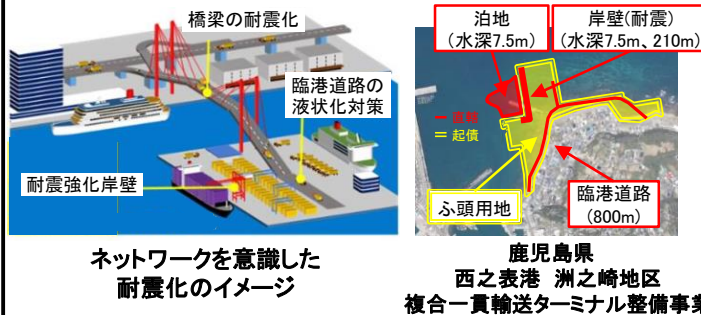 橋梁の耐震化
臨港道路の
液状化対策
耐震強化岸壁
ネットワークを意識した
耐震化のイメージ
泊地
(水深7.5m)
岸壁(耐震)
(水深7.5m、210m)
直轄
起債
ふ頭用地
臨港道路
(800m)
鹿児島県
西之表港 洲之崎地区
複合一貫輸送ターミナル整備事業